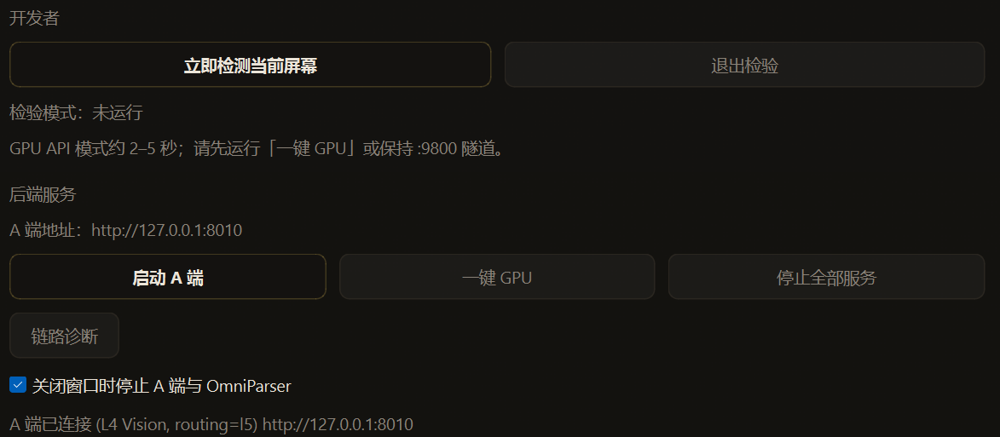 开发者
立即检测当前屏幕
退出检验
检验模式：未运行
GPU API 模式约 2–5 秒；请先运行「一键 GPU」或保持 :9800 隧道。
后端服务
A 端地址：http://127.0.0.1:8010
启动 A 端
一键 GPU
停止全部服务
链路诊断
关闭窗口时停止 A 端与 OmniParser
A 端已连接 (L4 Vision, routing=l5) http://127.0.0.1:8010